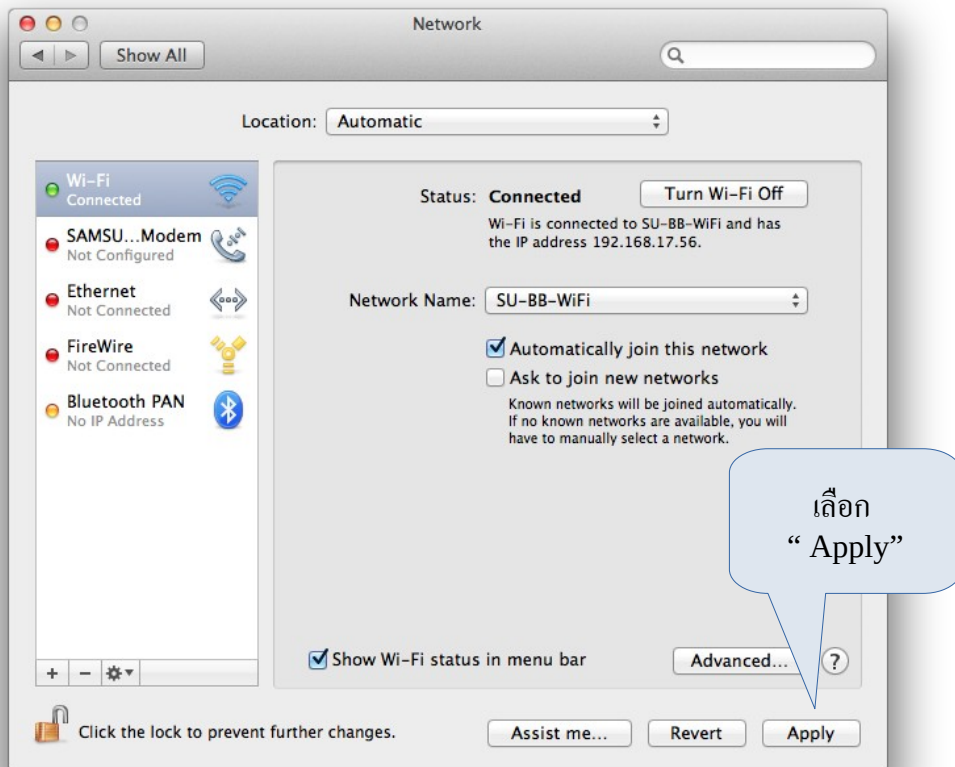 Network
Show All
Location: Automatic
Wi-Fi
Connected
SAMSU...Modem
Not Configured
Ethernet
Not Connected
FireWire
Not Connected
Bluetooth PAN
No IP Address
Status: Connected
Turn Wi-Fi Off
Wi-Fi is connected to SU-BB-WiFi and has
the IP address 192.168.17.56.
Network Name: SU-BB-WiFi
Automatically join this network
Ask to join new networks
Known networks will be joined automatically.
If no known networks are available, you will
have to manually select a network.
เลือก
“ Apply”
Show Wi-Fi status in menu bar
Advanced...
?
+ −
Click the lock to prevent further changes.
Assist me...
Revert
Apply